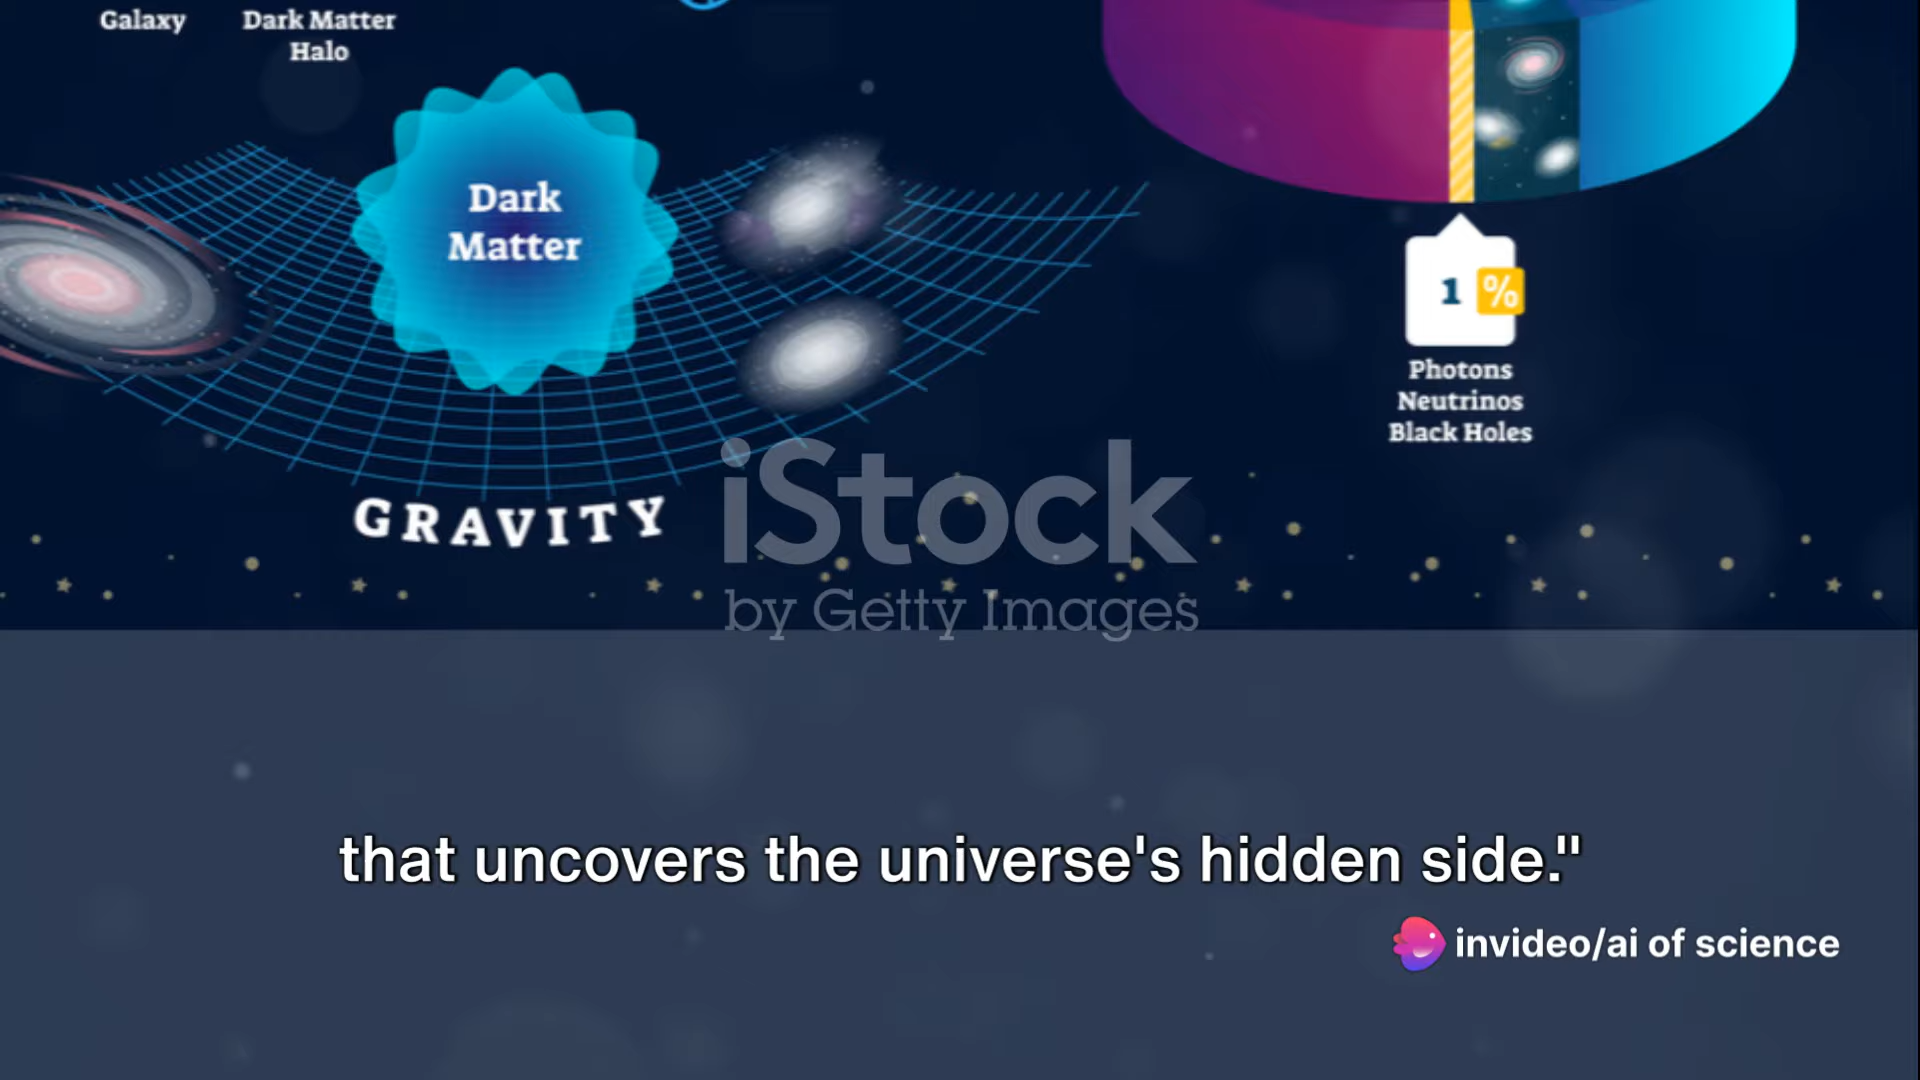 Galaxy
Dark Matter
Halo
Dark
Matter
GRAVITY
1 %
Photons
Neutrinos
Black Holes
iStock
by Getty Images
that uncovers the universe's hidden side."
invideo/ai of science